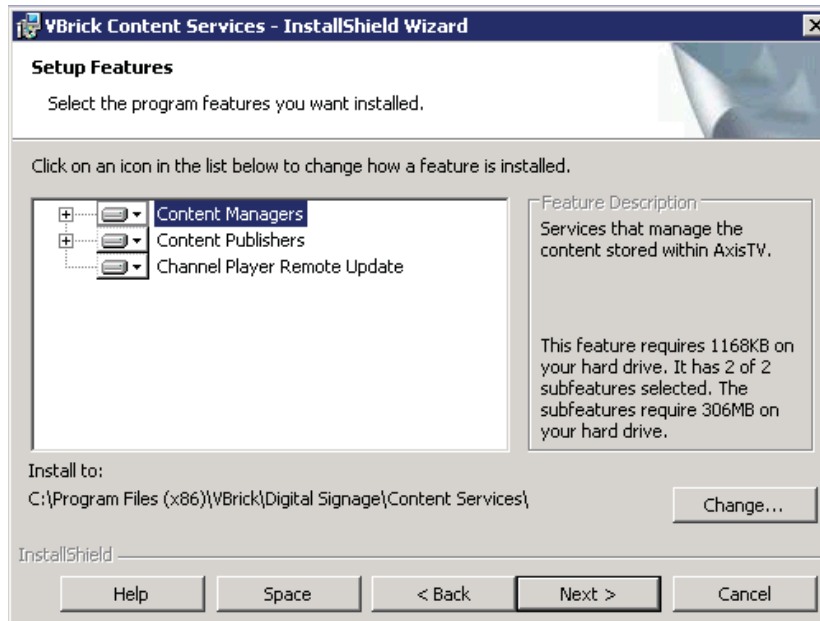 VBrick Content Services - InstallShield Wizard
Setup Features
Select the program features you want installed.
Click on an icon in the list below to change how a feature is installed.
Content Managers
Content Publishers
Channel Player Remote Update
Feature Description
Services that manage the
content stored within AxisTV.
This feature requires 1168KB on
your hard drive. It has 2 of 2
subfeatures selected. The
subfeatures require 306MB on
your hard drive.
Install to:
C:\Program Files (x86)\VBrick\Digital Signage\Content Services\
Change...
InstallShield
Help
Space
< Back
Next >
Cancel